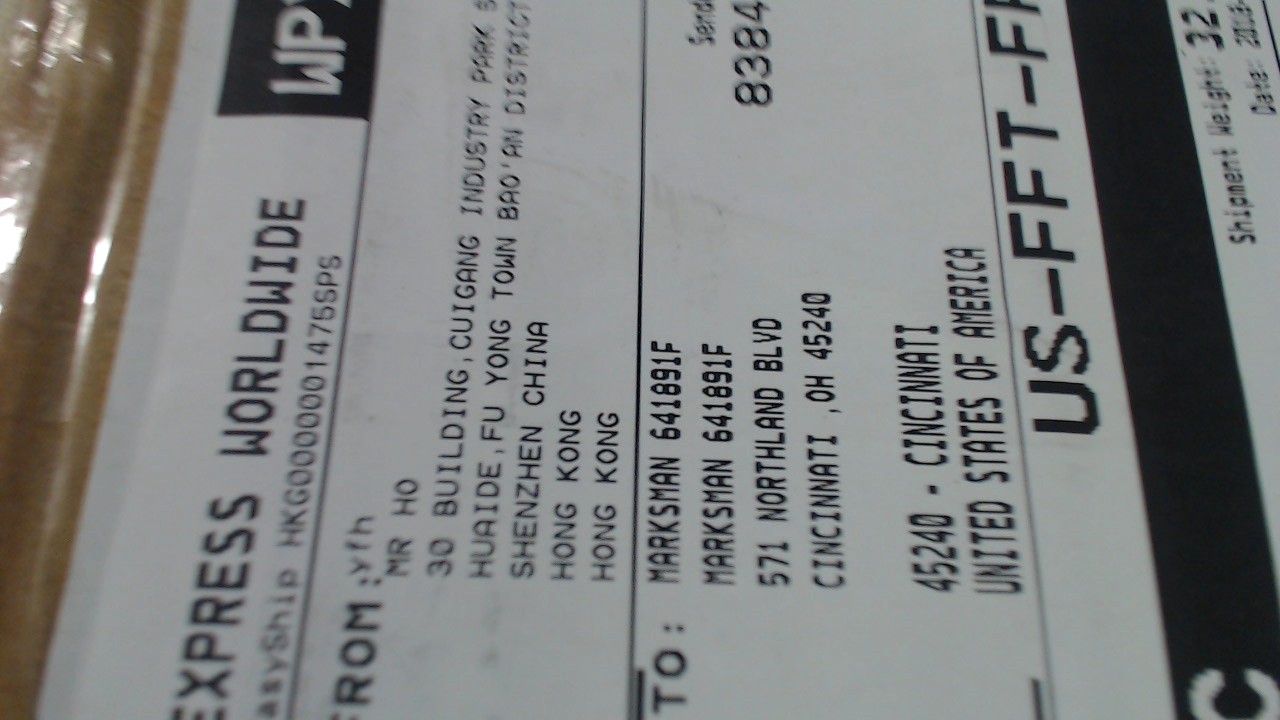 EXPRESS WORLDWIDE WPX
asyShip HKG000000001475SPS
FROM :yfh
MR HO
30 BUILDING,CUIGANG INDUSTRY PARK
HUAIDE,FU YONG TOWN BAO'AN DISTRICT
SHENZHEN CHINA
HONG KONG
HONG KONG
TO: MARKSMAN 641891F
MARKSMAN 641891F
571 NORTHLAND BLVD
CINCINNATI ,OH 45240
8384
45240 - CINCINNATI
UNITED STATES OF AMERICA
US-FFT-FF
C
Shipment Weight: 32
Date: